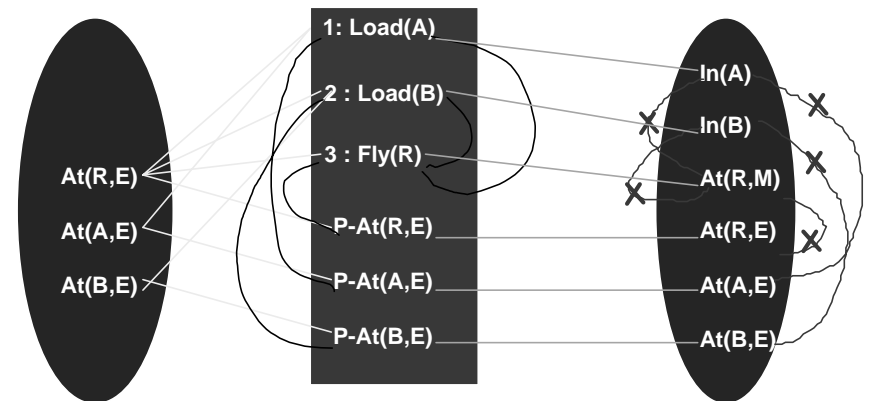 At(R,E)
At(A,E)
At(B,E)
1: Load(A)
2 : Load(B)
3 : Fly(R)
P-At(R,E)
P-At(A,E)
P-At(B,E)
In(A)
In(B)
At(R,M)
At(R,E)
At(A,E)
At(B,E)